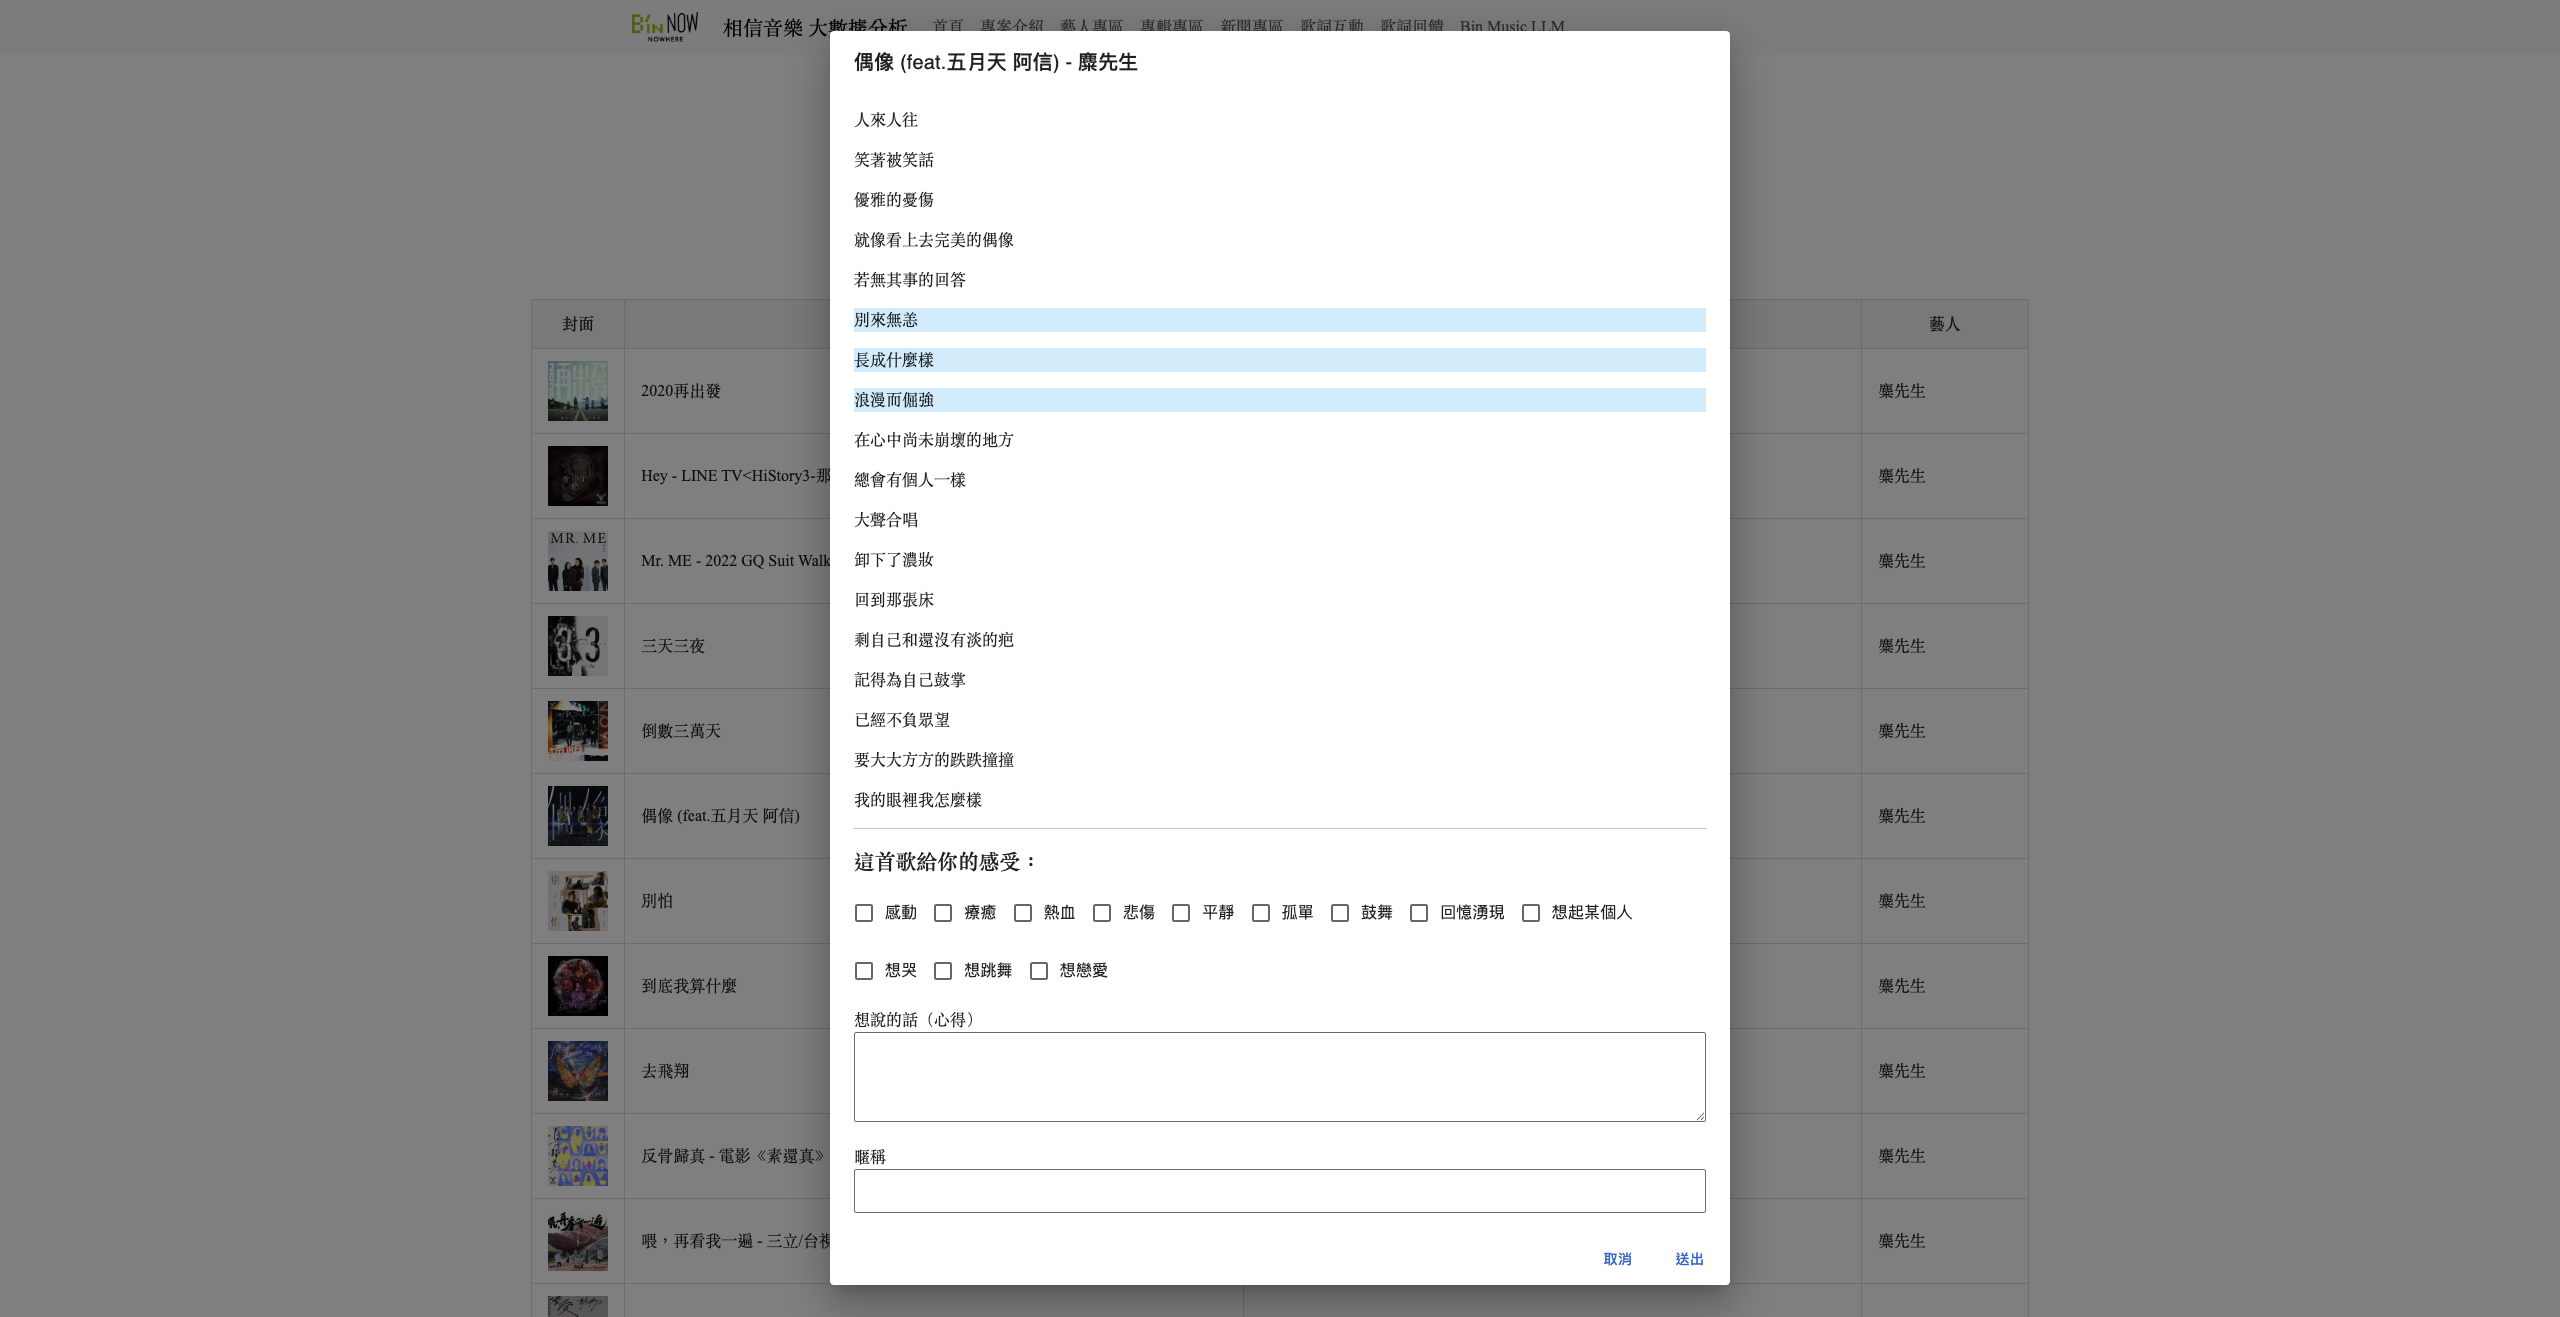 B'in NOW
NOWHERE
相信音樂 大數據分析 首頁 專案介紹 藝人專區 專輯專區 新聞專區 歌詞互動 歌詞回饋 Bin Music LLM
偶像 (feat.五月天 阿信) - 麋先生
人來人往
笑著被笑話
優雅的憂傷
就像看上去完美的偶像
若無其事的回答
別來無恙
長成什麼樣
浪漫而倔強
在心中尚未崩壞的地方
總會有個人一樣
大聲合唱
卸下了濃妝
回到那張床
剩自己和還沒有淡的疤
記得為自己鼓掌
已經不負眾望
要大大方方的跌跌撞撞
我的眼裡我怎麼樣
這首歌給你的感受：
感動 療癒 熱血 悲傷 平靜 孤單 鼓舞 回憶湧現 想起某個人
想哭 想跳舞 想戀愛
想說的話（心得）
暱稱
取消 送出
封面 藝人
2020再出發 麋先生
Hey - LINE TV<HiStory3-那 麋先生
MR. ME
Mr. ME - 2022 GQ Suit Walk 麋先生
三天三夜 麋先生
倒數三萬天 麋先生
偶像 (feat.五月天 阿信) 麋先生
別怕 麋先生
到底我算什麼 麋先生
去飛翔 麋先生
反骨歸真 - 電影《素還真》 麋先生
喂，再看我一遍 - 三立/台視 麋先生